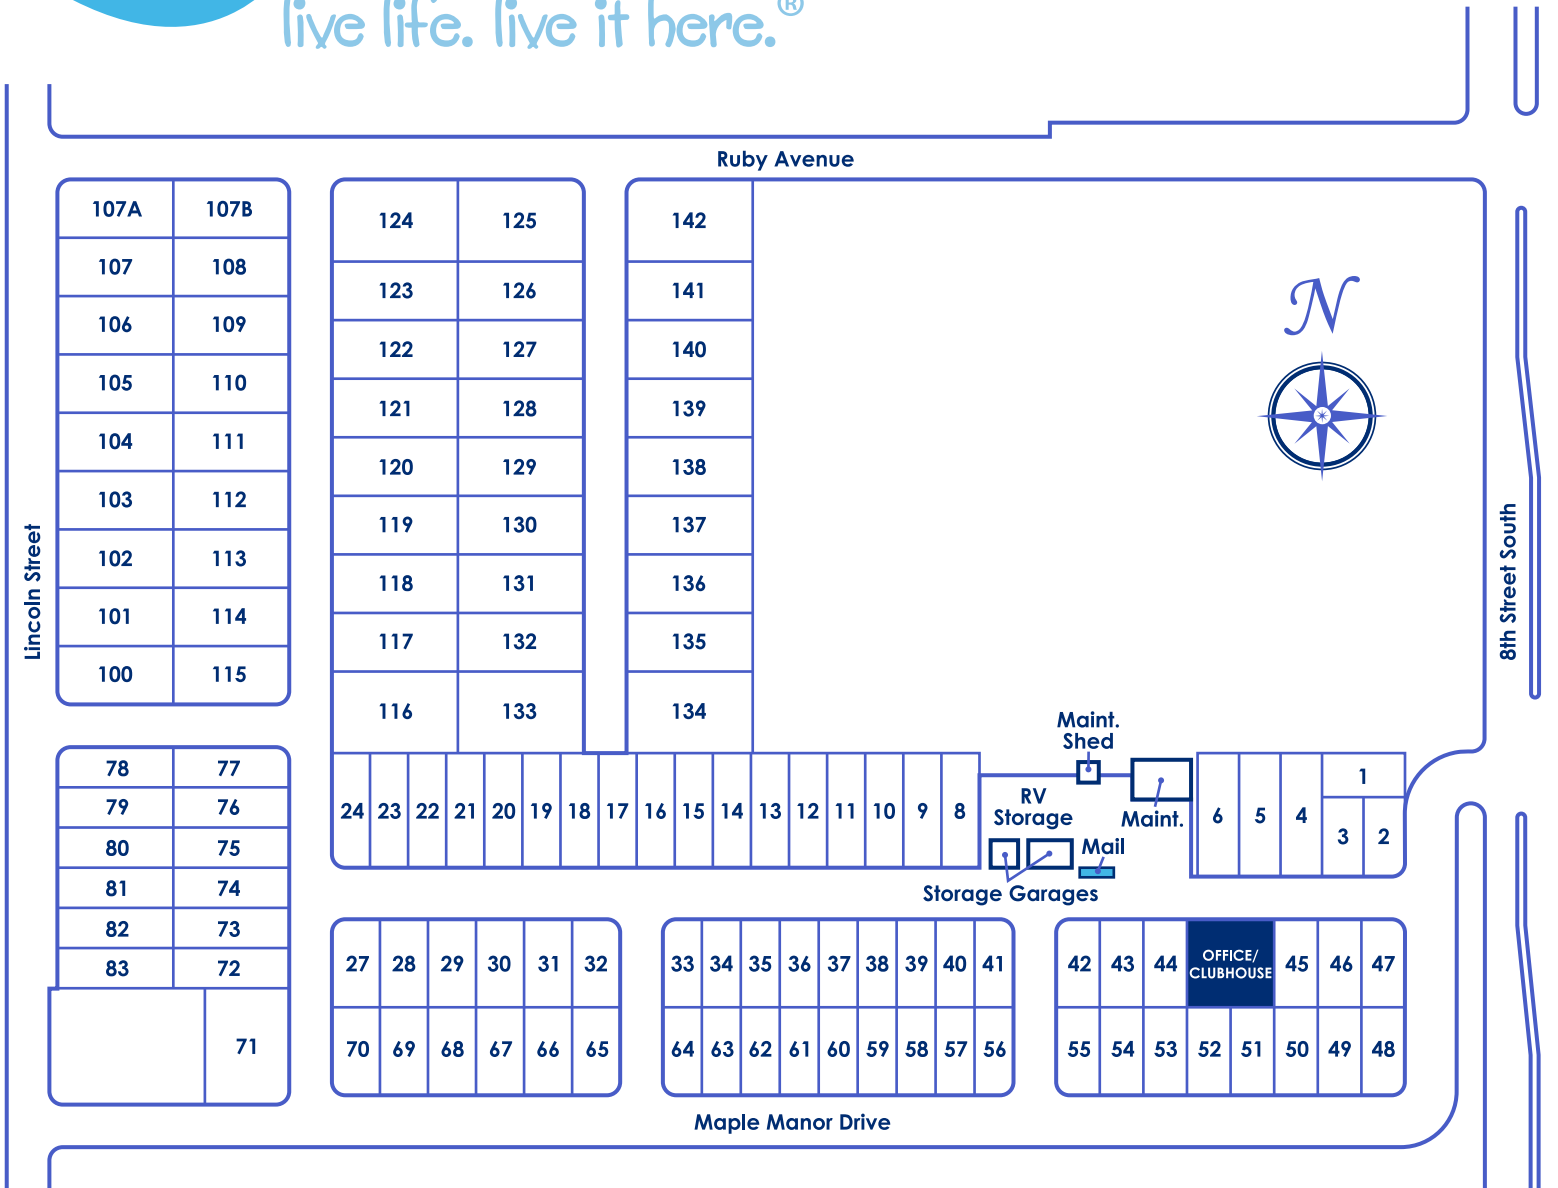 live life. live it here.®
Ruby Avenue
107A 107B
124 125 142
107 108
123 126 141
N
106 109
122 127 140
105 110
121 128 139
104 111
120 129 138
103 112
119 130 137
102 113
118 131 136
101 114
117 132 135
100 115
116 133 134
Lincoln Street
8th Street South
Maint.
Shed
78 77
79 76
80 75
81 74
82 73
83 72
71
24 23 22 21 20 19 18 17 16 15 14 13 12 11 10 9 8
RV
Storage
Maint.
Mail
Storage Garages
6 5 4 1
3 2
27 28 29 30 31 32
33 34 35 36 37 38 39 40 41
42 43 44
OFFICE/
CLUBHOUSE
45 46 47
70 69 68 67 66 65
64 63 62 61 60 59 58 57 56
55 54 53 52 51 50 49 48
Maple Manor Drive